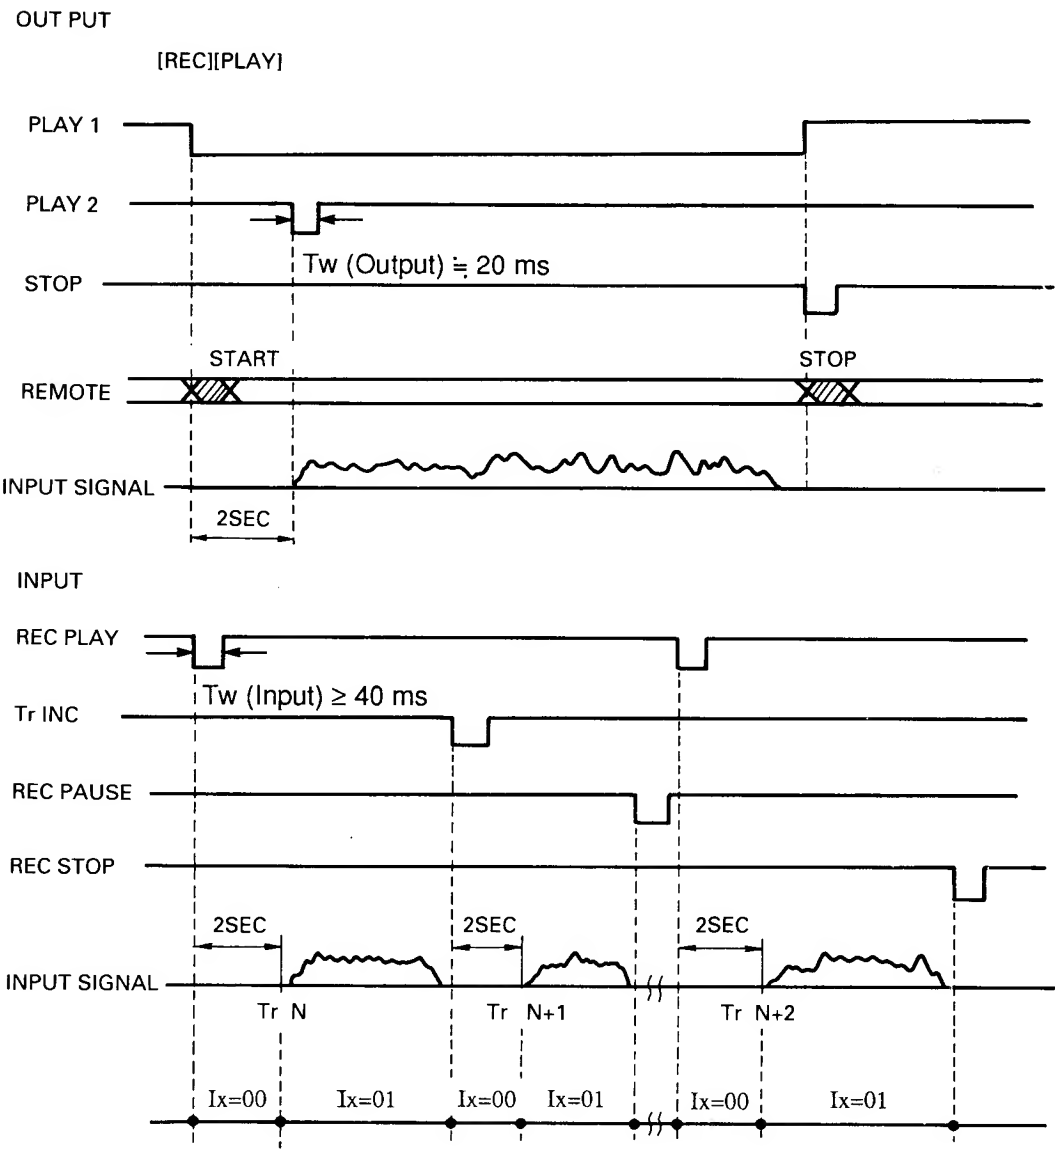 OUT PUT
[REC][PLAY]
PLAY 1
PLAY 2
Tw (Output) ≒ 20 ms
STOP
START STOP
REMOTE
INPUT SIGNAL
2SEC
INPUT
REC PLAY
Tw (Input) ≥ 40 ms
Tr INC
REC PAUSE
REC STOP
2SEC 2SEC 2SEC
INPUT SIGNAL
Tr N Tr N+1 Tr N+2
Ix=00 Ix=01 Ix=00 Ix=01 Ix=00 Ix=01